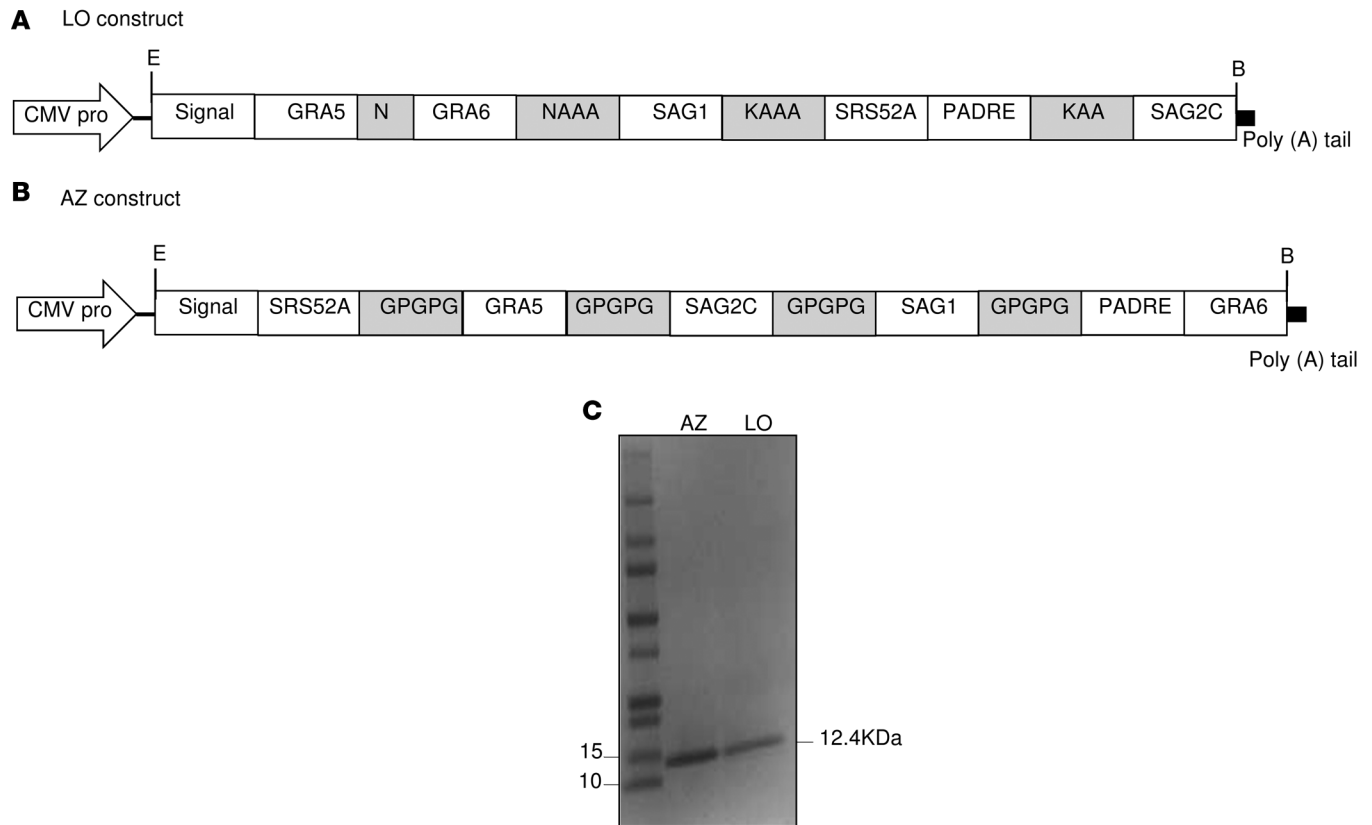 A LO construct
E B
CMV pro Signal GRA5 N GRA6 NAAA SAG1 KAAA SRS52A PADRE KAA SAG2C
Poly (A) tail
B AZ construct
E B
CMV pro Signal SRS52A GPGPG GRA5 GPGPG SAG2C GPGPG SAG1 GPGPG PADRE GRA6
Poly (A) tail
C
AZ LO
12.4KDa
15
10